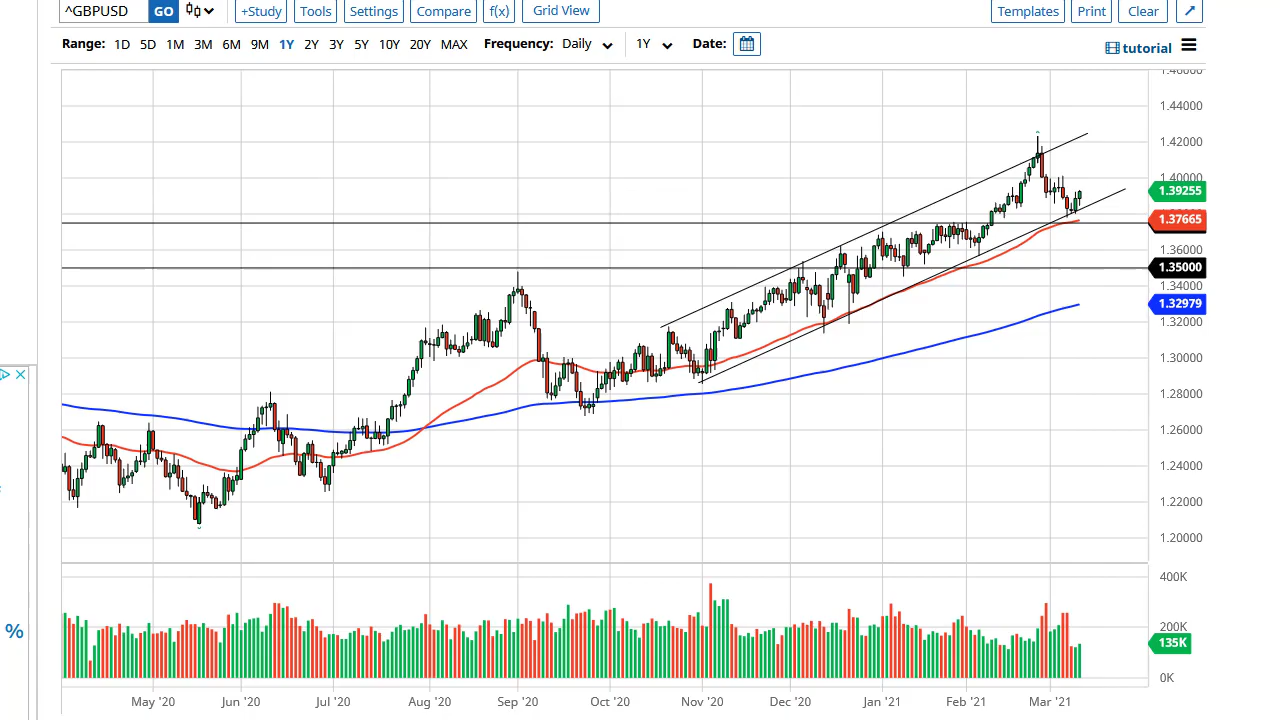 ^GBPUSD GO +Study Tools Settings Compare f(x) Grid View Templates Print Clear
Range: 1D 5D 1M 3M 6M 9M 1Y 2Y 3Y 5Y 10Y 20Y MAX Frequency: Daily 1Y Date: tutorial
1.46000
1.44000
1.42000
1.40000
1.39255
1.37665
1.36000
1.35000
1.34000
1.32979
1.32000
1.30000
1.28000
1.26000
1.24000
1.22000
1.20000
400K
200K
135K
0K
%
May '20 Jun '20 Jul '20 Aug '20 Sep '20 Oct '20 Nov '20 Dec '20 Jan '21 Feb '21 Mar '21